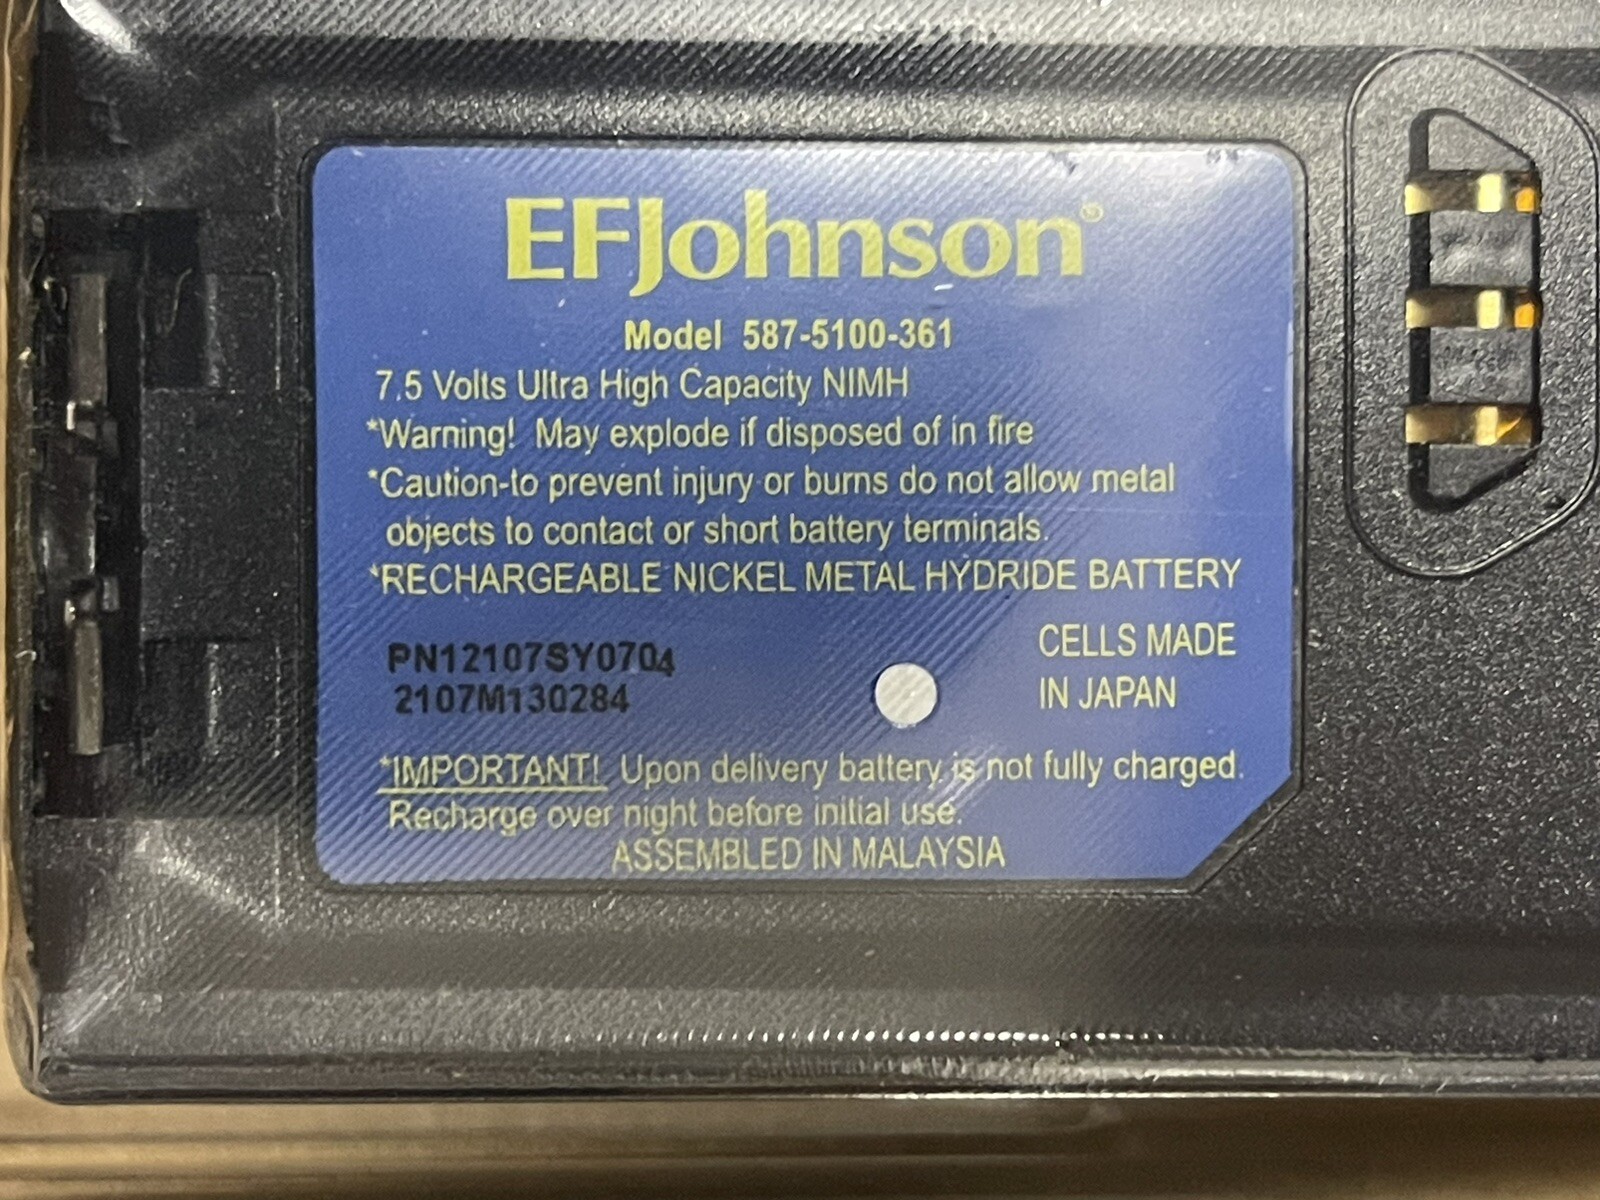 EFJohnson®
Model 587-5100-361
7.5 Volts Ultra High Capacity NIMH
*Warning! May explode if disposed of in fire
*Caution-to prevent injury or burns do not allow metal
objects to contact or short battery terminals.
*RECHARGEABLE NICKEL METAL HYDRIDE BATTERY
PN12107SY0704
2107M130284
CELLS MADE
IN JAPAN
*IMPORTANT! Upon delivery battery is not fully charged.
Recharge over night before initial use.
ASSEMBLED IN MALAYSIA